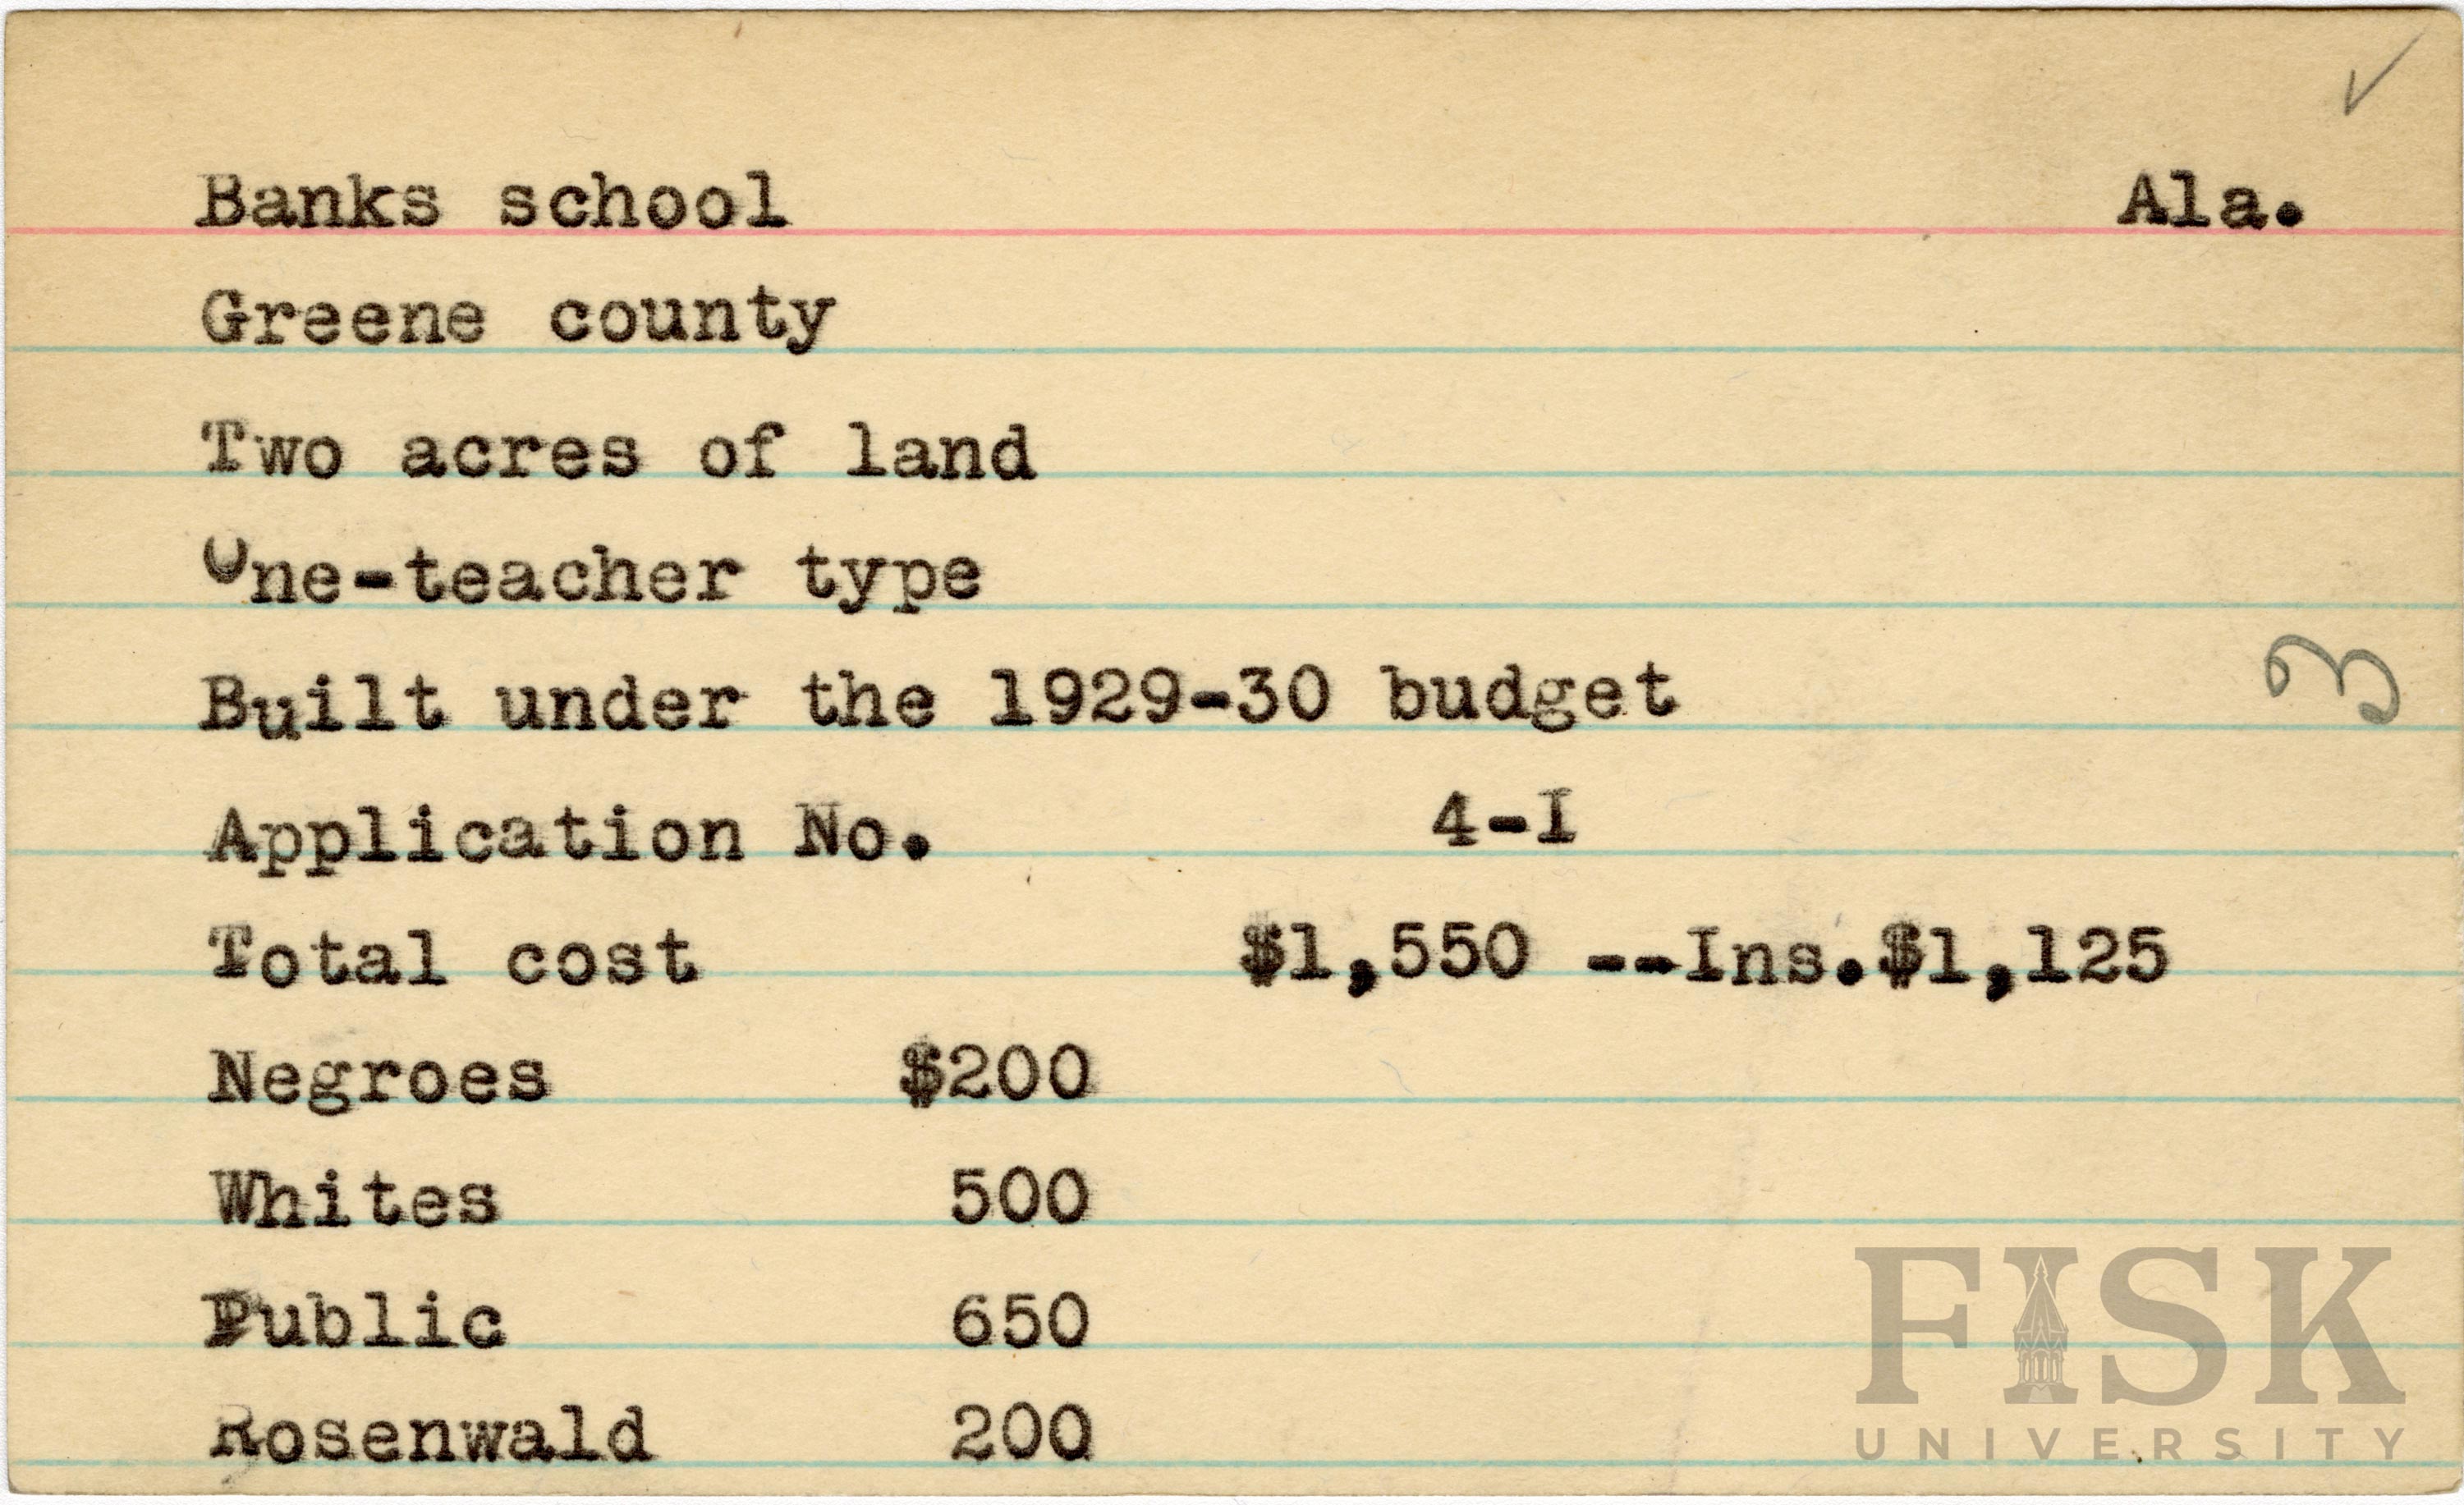 ✓
Banks school Ala.
Greene county
Two acres of land
One-teacher type
Built under the 1929-30 budget
3
Application No. 4-I
Total cost $1,550 --Ins.$1,125
Negroes $200
Whites 500
Public 650
Rosenwald 200
FISK
UNIVERSITY